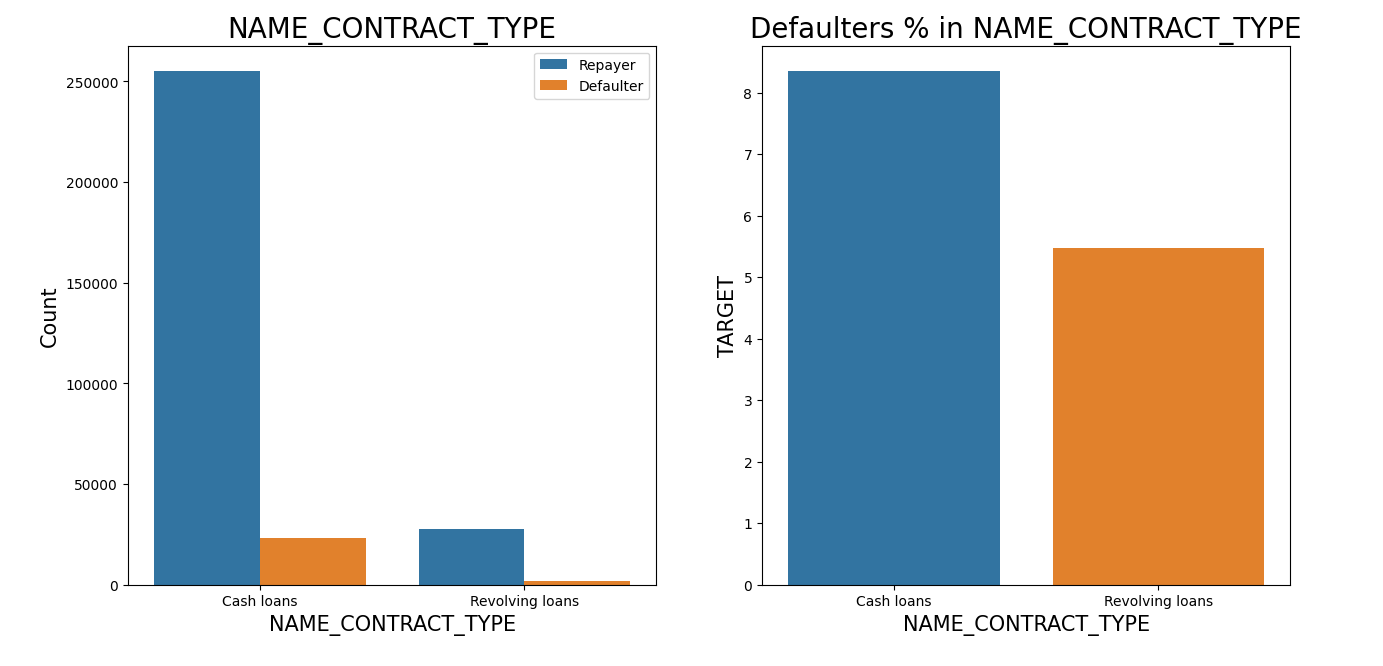 NAME_CONTRACT_TYPE
Repayer
Defaulter
250000
200000
150000
100000
50000
0
Count
Cash loans
Revolving loans
NAME_CONTRACT_TYPE
Defaulters % in NAME_CONTRACT_TYPE
8
7
6
5
4
3
2
1
0
TARGET
Cash loans
Revolving loans
NAME_CONTRACT_TYPE